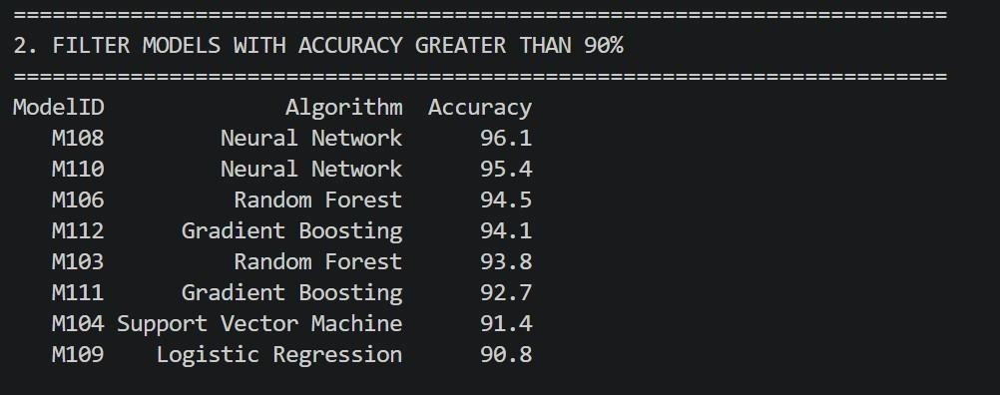 ========================================================================
2. FILTER MODELS WITH ACCURACY GREATER THAN 90%
========================================================================
ModelID              Algorithm  Accuracy
   M108         Neural Network      96.1
   M110         Neural Network      95.4
   M106          Random Forest      94.5
   M112      Gradient Boosting      94.1
   M103          Random Forest      93.8
   M111      Gradient Boosting      92.7
   M104 Support Vector Machine      91.4
   M109    Logistic Regression      90.8